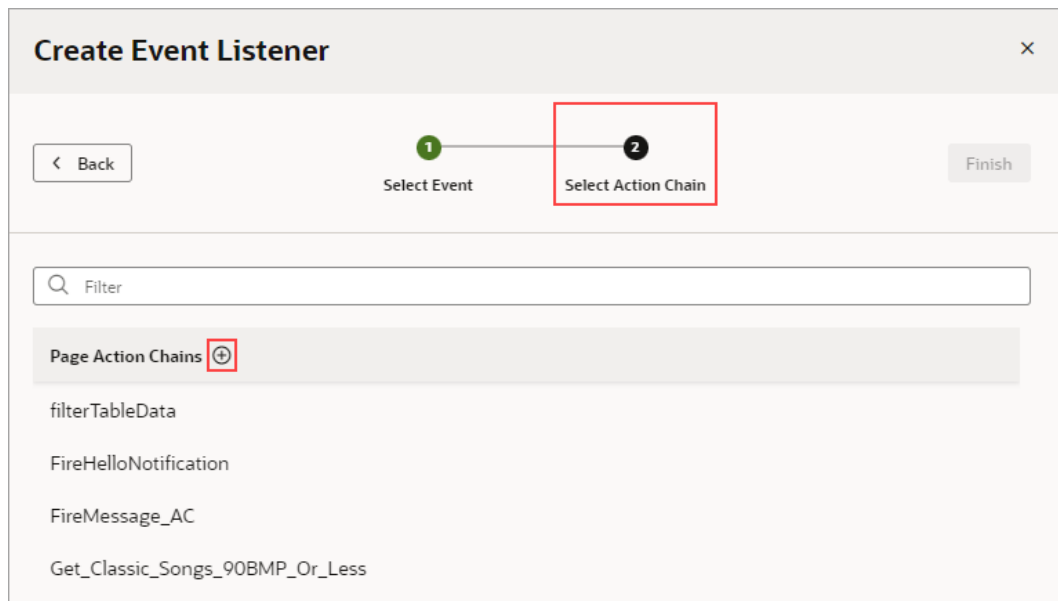 Create Event Listener
Back
1
2
Select Event
Select Action Chain
Finish
Filter
Page Action Chains
filterTableData
FireHelloNotification
FireMessage_AC
Get_Classic_Songs_90BMP_Or_Less